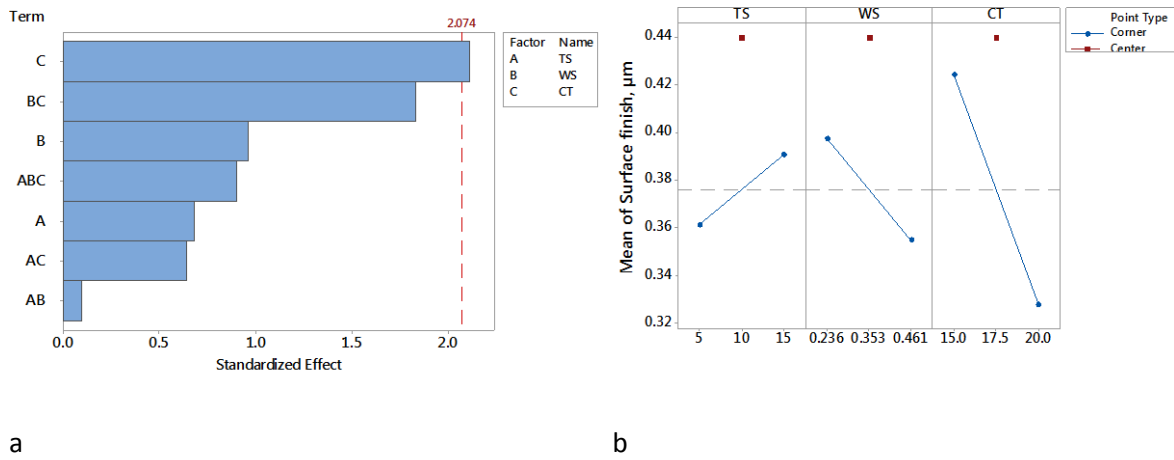 Term
2.074
C
BC
B
ABC
A
AC
AB
0.0 0.5 1.0 1.5 2.0
Standardized Effect
Factor Name
A TS
B WS
C CT
a
TS WS CT
Point Type
Corner
Center
Mean of Surface finish, µm
0.44
0.42
0.40
0.38
0.36
0.34
0.32
5 10 15 0.236 0.353 0.461 15.0 17.5 20.0
b